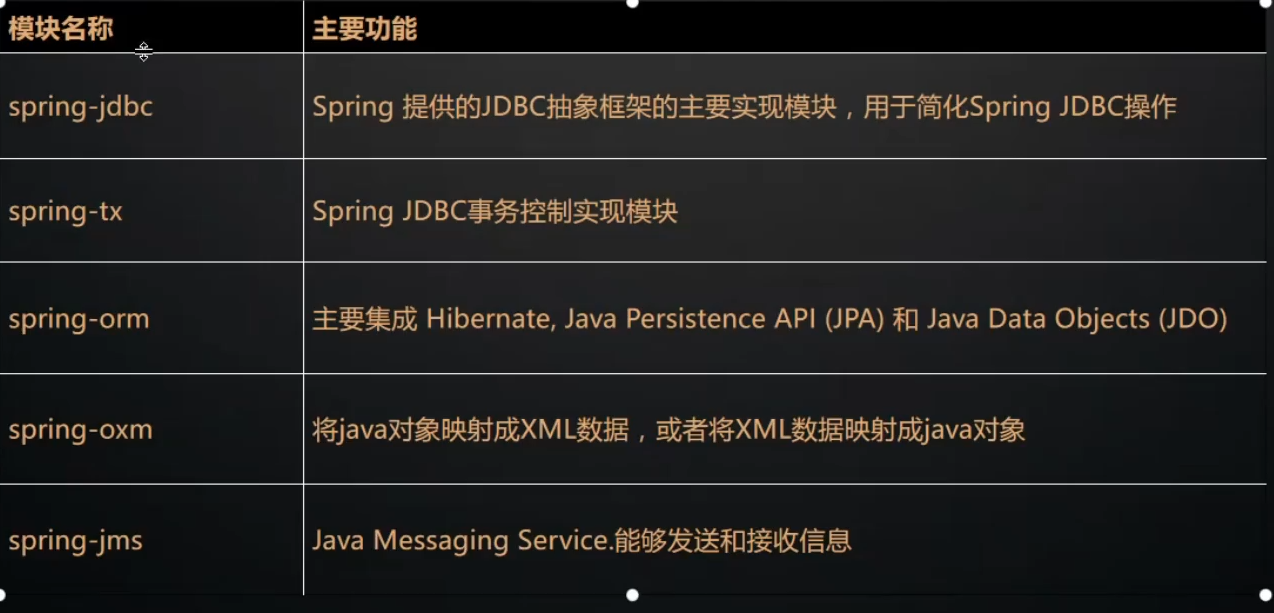 模块名称 主要功能
spring-jdbc Spring 提供的JDBC抽象框架的主要实现模块，用于简化Spring JDBC操作
spring-tx Spring JDBC事务控制实现模块
spring-orm 主要集成 Hibernate, Java Persistence API (JPA) 和 Java Data Objects (JDO)
spring-oxm 将java对象映射成XML数据，或者将XML数据映射成java对象
spring-jms Java Messaging Service.能够发送和接收信息